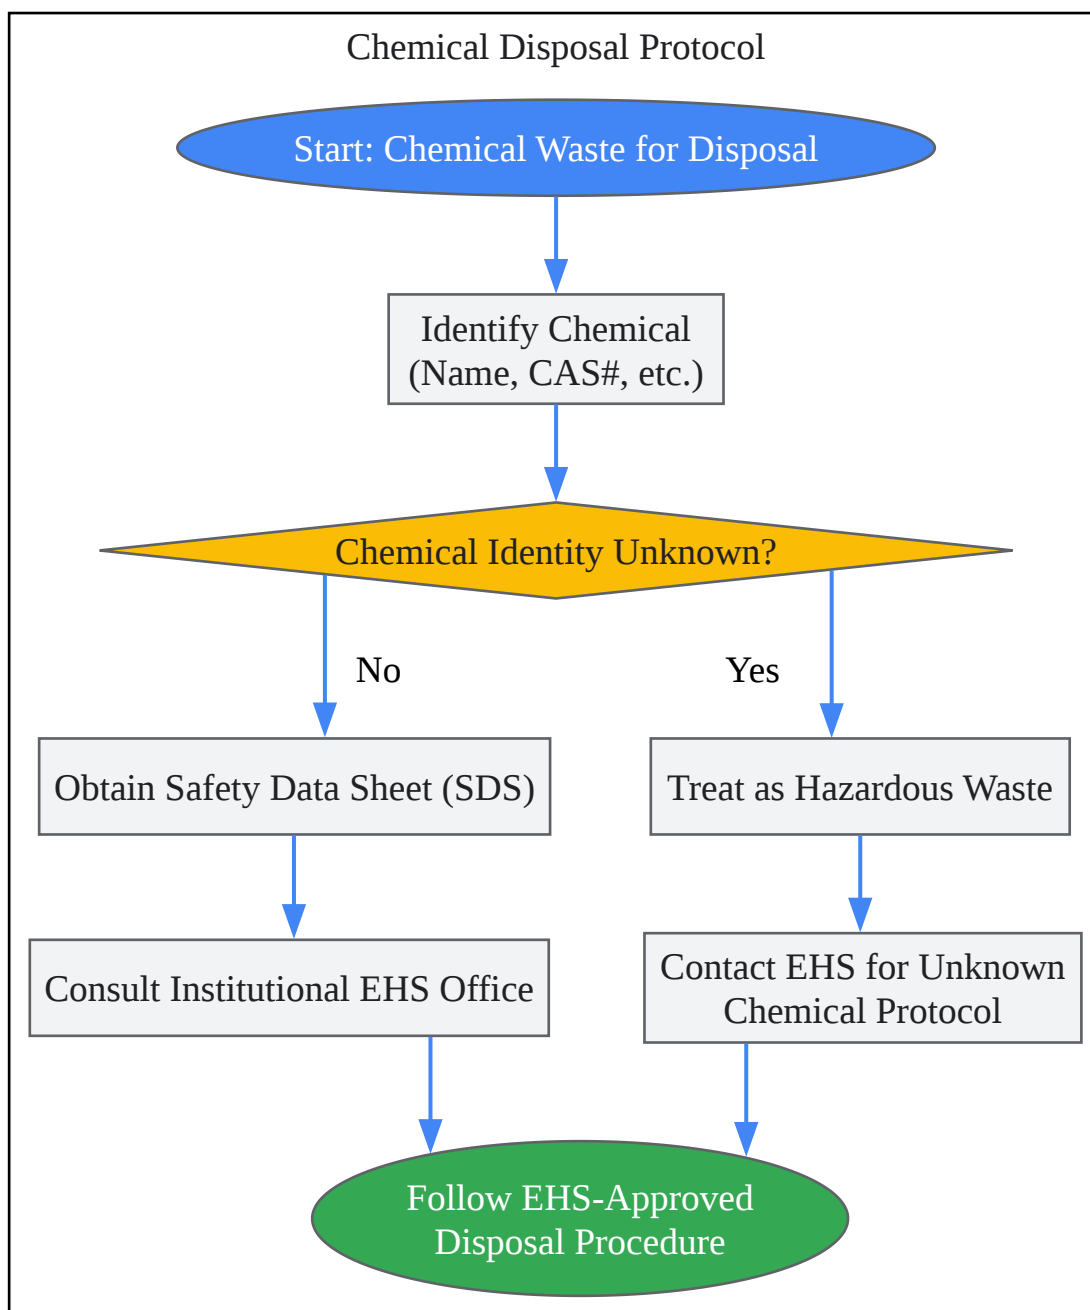 Chemical Disposal Protocol
Start: Chemical Waste for Disposal
Identify Chemical
(Name, CAS#, etc.)
Chemical Identity Unknown?
No
Yes
Obtain Safety Data Sheet (SDS)
Treat as Hazardous Waste
Consult Institutional EHS Office
Contact EHS for Unknown
Chemical Protocol
Follow EHS-Approved
Disposal Procedure